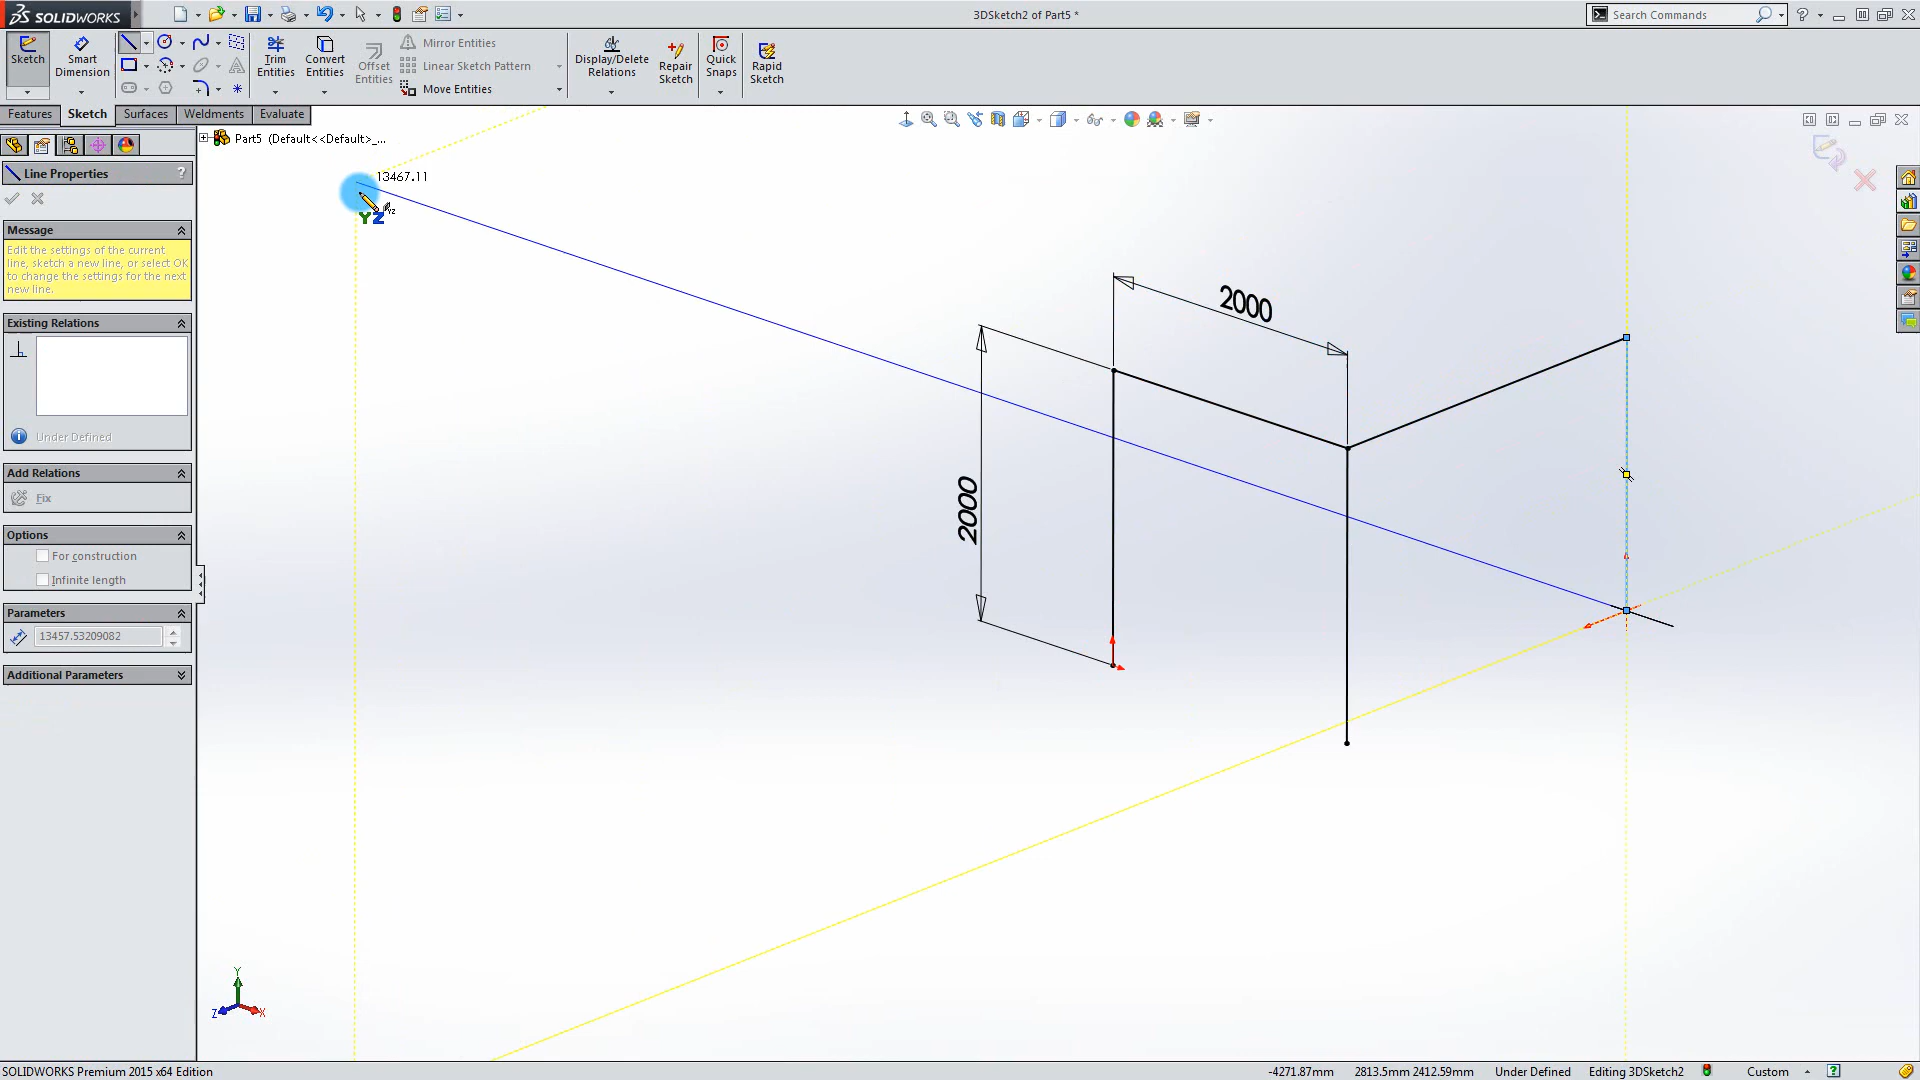 SOLIDWORKS
3DSketch2 of Part5 *
Search Commands
?
Sketch
Smart Dimension
Trim Entities
Convert Entities
Offset Entities
Mirror Entities
Linear Sketch Pattern
Move Entities
Display/Delete Relations
Repair Sketch
Quick Snaps
Rapid Sketch
Features
Sketch
Surfaces
Weldments
Evaluate
Part5 (Default<<Default>_...
Line Properties
?
Message
Edit the settings of the current
line, sketch a new line, or select OK
to change the settings for the next
new line.
Existing Relations
Under Defined
Add Relations
Fix
Options
For construction
Infinite length
Parameters
13457.53209082
Additional Parameters
13467.11
YZ
2000
2000
Y
Z
X
SOLIDWORKS Premium 2015 x64 Edition
-4271.87mm
2813.5mm 2412.59mm
Under Defined
Editing 3DSketch2
Custom
?